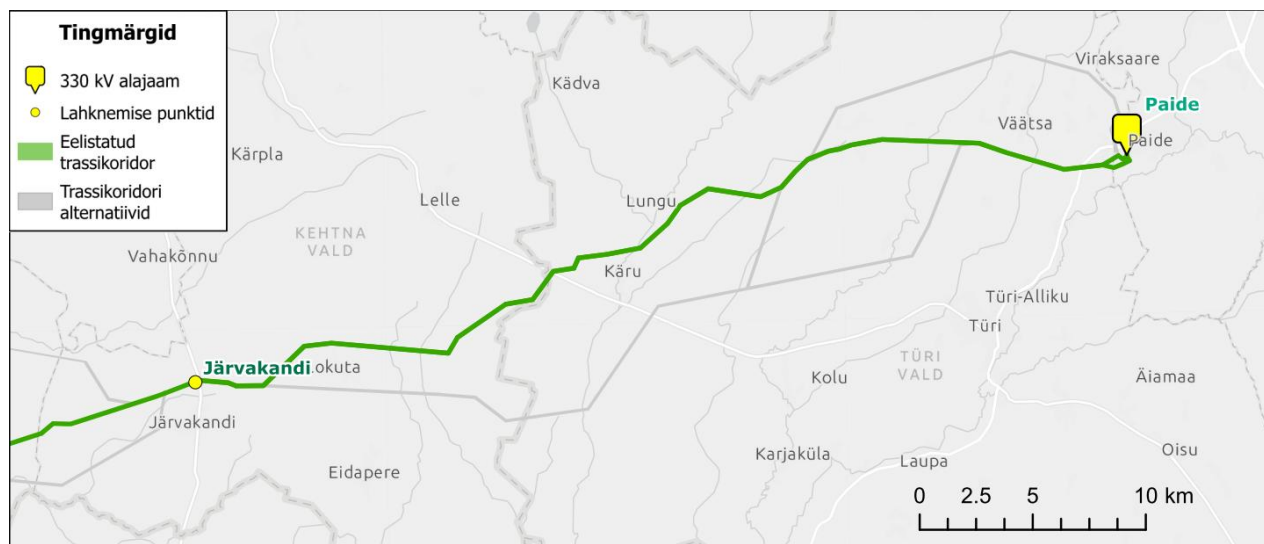 Tingmärgid
330 kV alajaam
Lahknemise punktid
Eelistatud
trassikoridor
Trassikoridori
alternatiivid
Viraksaare
Kädva
Paide
Väätsa
Paide
Kärpla
Lelle
Lungu
KEHTNA
VALD
Vahakõnnu
Käru
Türi-Alliku
Türi
Järvakandi
okuta
TÜRI
VALD
Kolu
Äiamaa
Järvakandi
Karjaküla
Laupa
Oisu
Eidapere
0 2.5 5 10 km